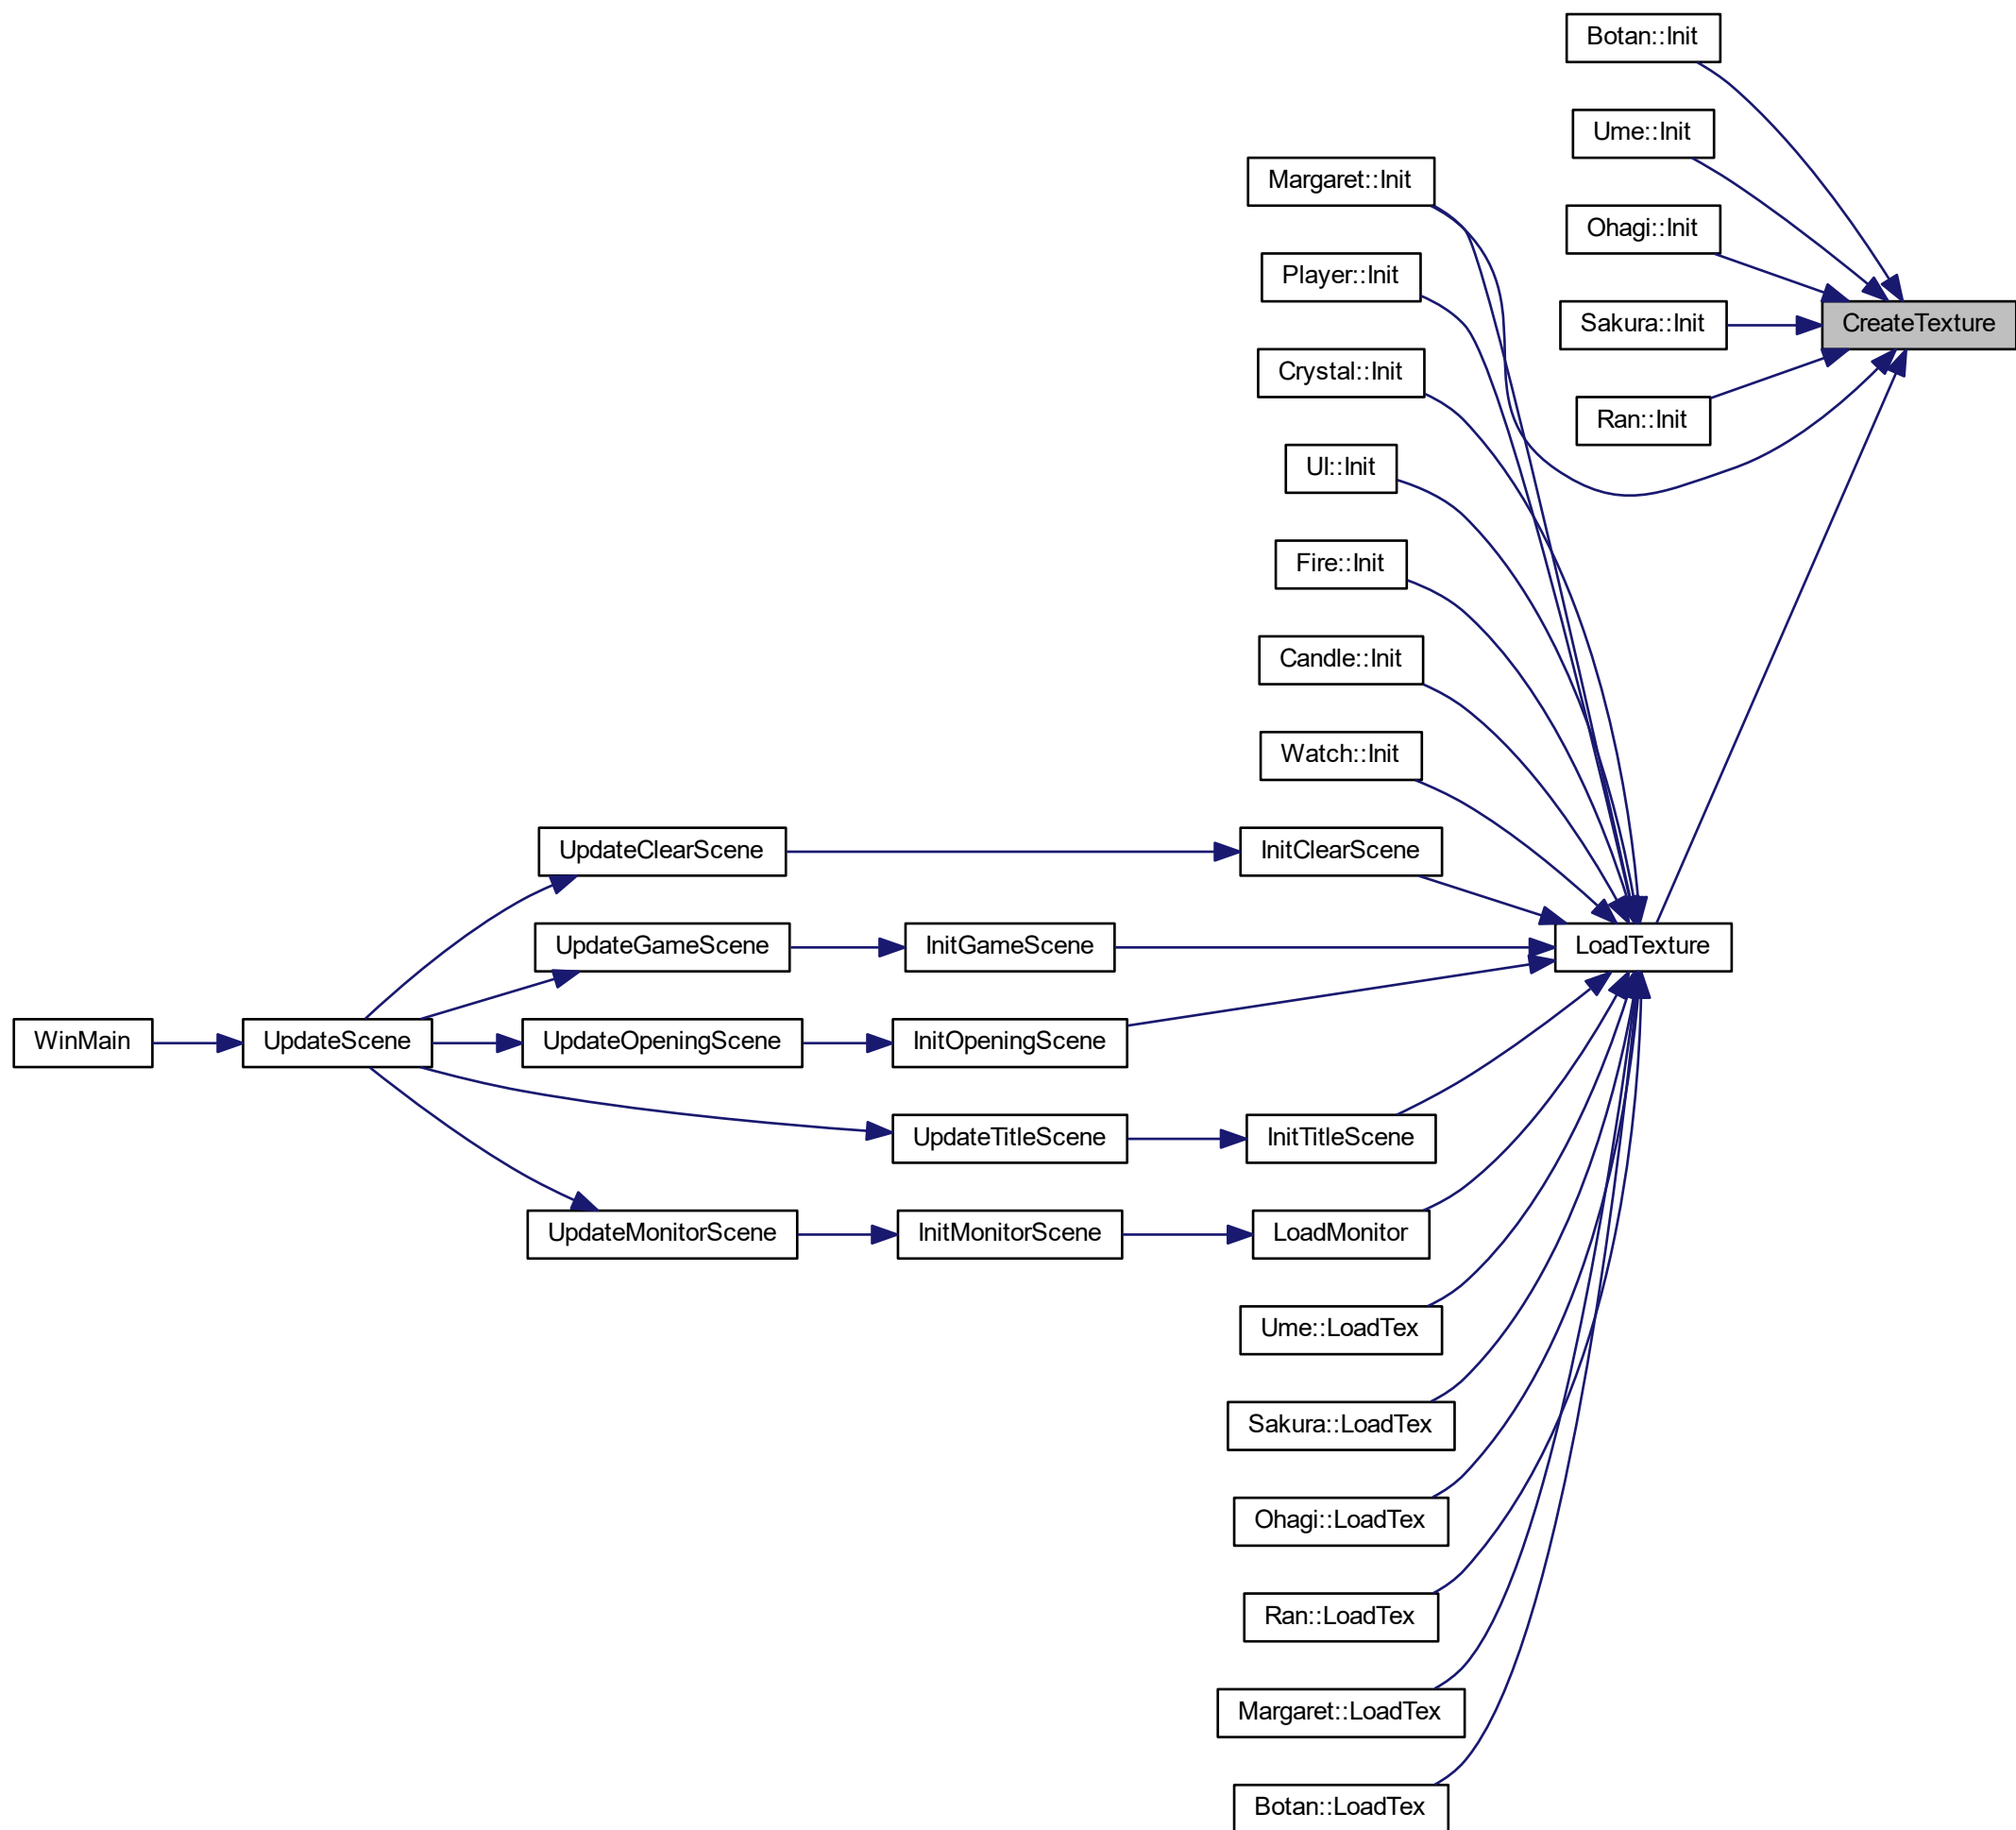 Botan::Init
Ume::Init
Margaret::Init
Ohagi::Init
Player::Init
Sakura::Init
CreateTexture
Crystal::Init
Ran::Init
UI::Init
Fire::Init
Candle::Init
Watch::Init
UpdateClearScene
InitClearScene
UpdateGameScene
InitGameScene
LoadTexture
WinMain
UpdateScene
UpdateOpeningScene
InitOpeningScene
UpdateTitleScene
InitTitleScene
UpdateMonitorScene
InitMonitorScene
LoadMonitor
Ume::LoadTex
Sakura::LoadTex
Ohagi::LoadTex
Ran::LoadTex
Margaret::LoadTex
Botan::LoadTex